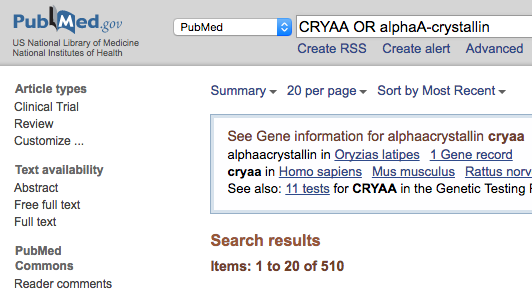 PubMed.gov
US National Library of Medicine
National Institutes of Health
PubMed
CRYAA OR alphaA-crystallin
Create RSS Create alert Advanced
Article types
Clinical Trial
Review
Customize ...
Text availability
Abstract
Free full text
Full text
PubMed
Commons
Reader comments
Summary 20 per page Sort by Most Recent
See Gene information for alphaacrystallin cryaa
alphaacrystallin in Oryzias latipes 1 Gene record
cryaa in Homo sapiens Mus musculus Rattus norv
See also: 11 tests for CRYAA in the Genetic Testing
Search results
Items: 1 to 20 of 510